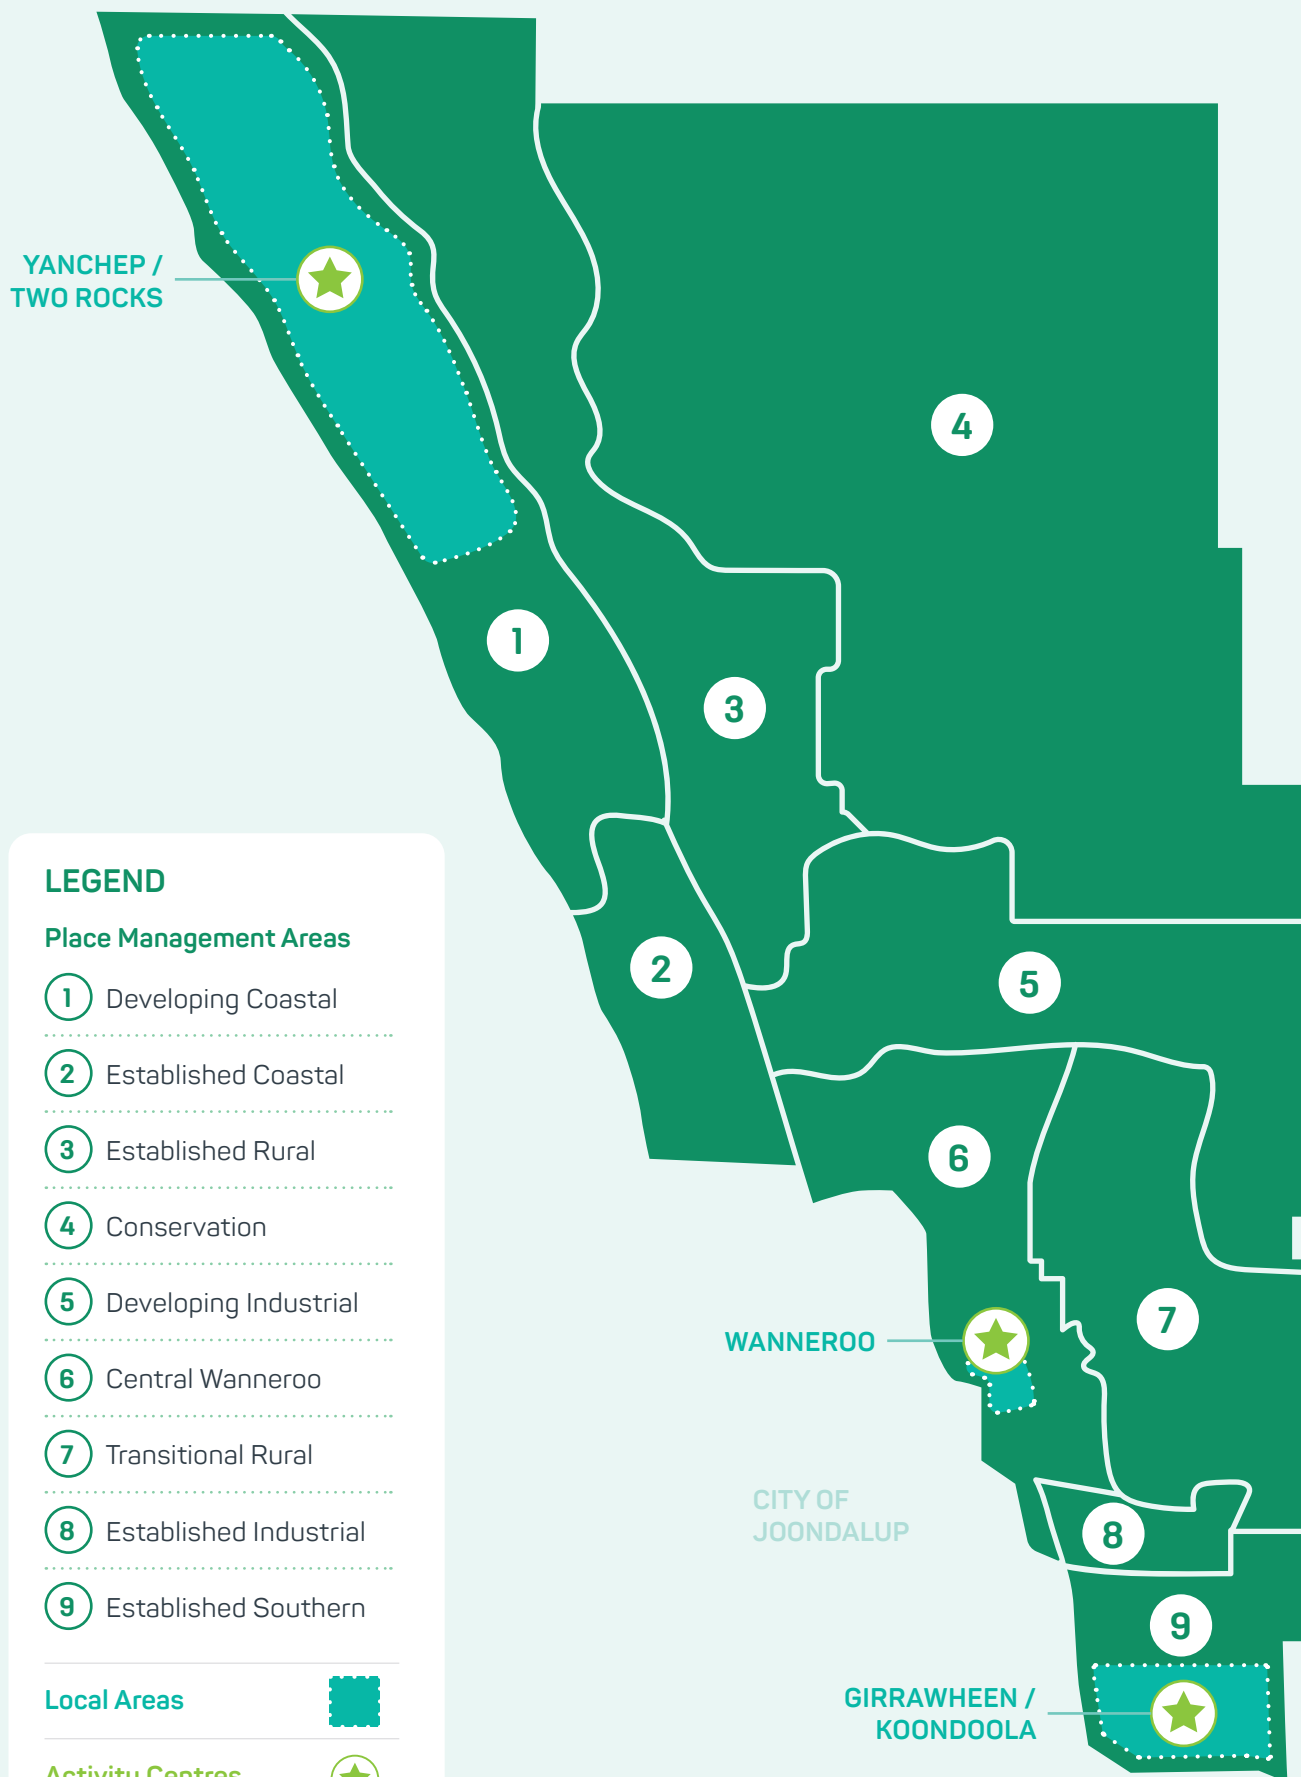 YANCHEP /
TWO ROCKS
4
1
3
2
5
6
WANNEROO
7
CITY OF
JOONDALUP
8
9
GIRRAWHEEN /
KOONDOOLA
LEGEND
Place Management Areas
1 Developing Coastal
2 Established Coastal
3 Established Rural
4 Conservation
5 Developing Industrial
6 Central Wanneroo
7 Transitional Rural
8 Established Industrial
9 Established Southern
Local Areas
Activity Centres